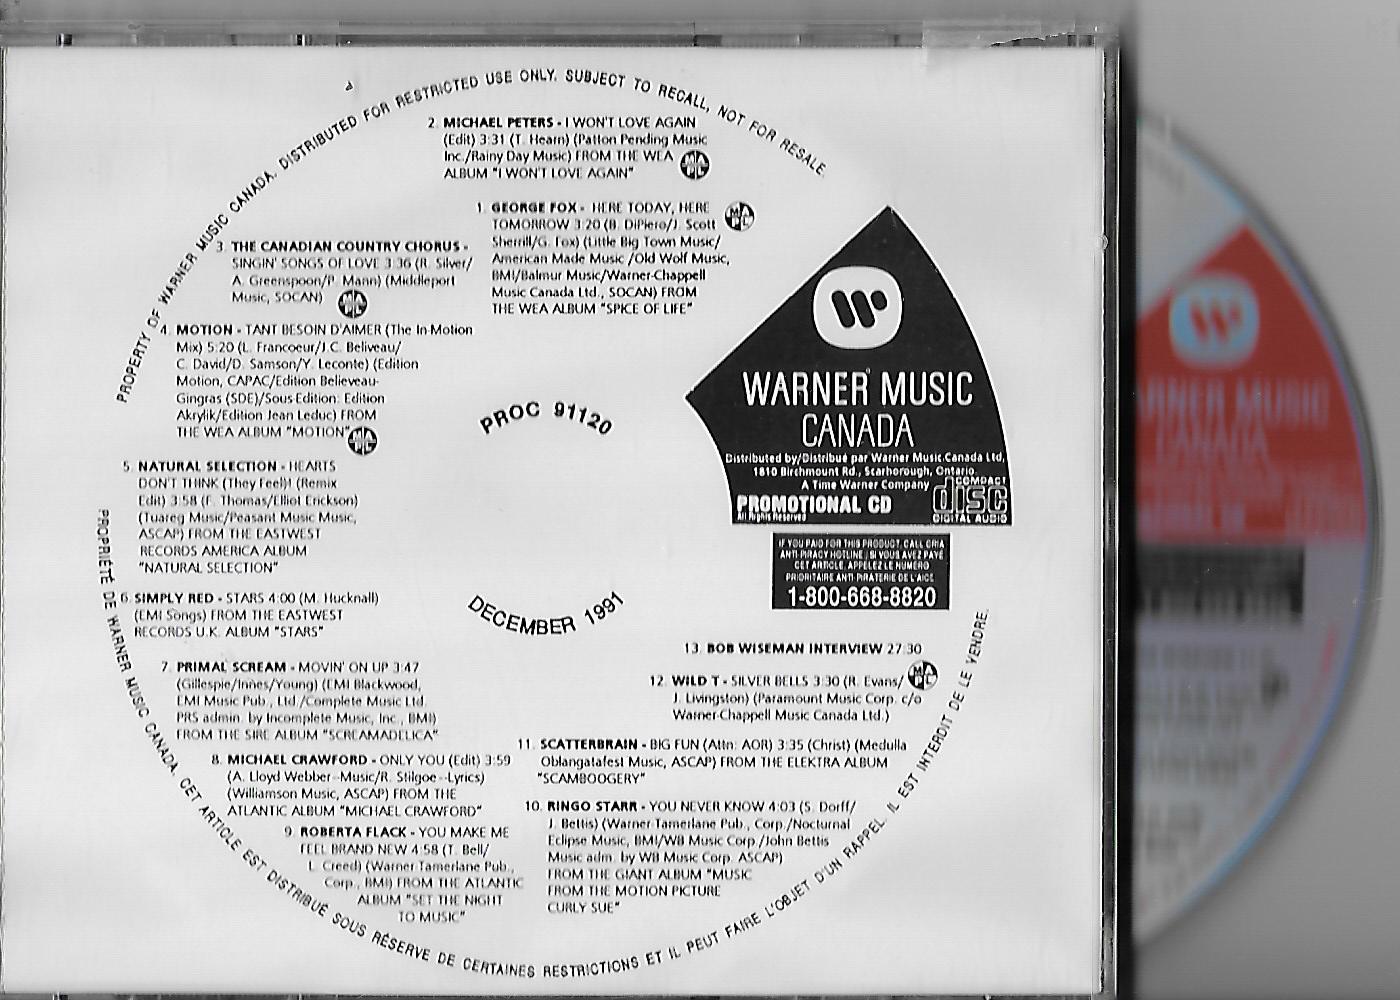 PROPERTY OF WARNER MUSIC CANADA. DISTRIBUTED FOR RESTRICTED USE ONLY. SUBJECT TO RECALL, NOT FOR RESALE.
2. MICHAEL PETERS - I WON'T LOVE AGAIN
(Edit) 3:31 (T. Hearn) (Patton Pending Music
Inc./Rainy Day Music) FROM THE WEA
ALBUM "I WON'T LOVE AGAIN"
MAPL
1. GEORGE FOX - HERE TODAY, HERE
TOMORROW 3:20 (B. DiPiero/J. Scott
Sherrill/G. Fox) (Little Big Town Music/
American Made Music /Old Wolf Music,
BMI/Balmur Music/Warner-Chappell
Music Canada Ltd., SOCAN) FROM
THE WEA ALBUM "SPICE OF LIFE"
MAPL
3. THE CANADIAN COUNTRY CHORUS -
SINGIN' SONGS OF LOVE 3:36 (R. Silver/
A. Greenspoon/P. Mann) (Middleport
Music, SOCAN)
MAPL
4. MOTION - TANT BESOIN D'AIMER (The In-Motion
Mix) 5:20 (L. Francoeur/J.C. Beliveau/
C. David/D. Samson/Y. Leconte) (Edition
Motion, CAPAC/Edition Believeau-
Gingras (SDE)/Sous-Edition: Edition
Akrylik/Edition Jean Leduc) FROM
THE WEA ALBUM "MOTION"
MAPL
5. NATURAL SELECTION - HEARTS
DON'T THINK (They Feel)! (Remix
Edit) 3:58 (F. Thomas/Elliot Erickson)
(Tuareg Music/Peasant Music Music,
ASCAP) FROM THE EASTWEST
RECORDS AMERICA ALBUM
"NATURAL SELECTION"
6. SIMPLY RED - STARS 4:00 (M. Hucknall)
(EMI Songs) FROM THE EASTWEST
RECORDS U.K. ALBUM "STARS"
7. PRIMAL SCREAM - MOVIN' ON UP 3:47
(Gillespie/Innes/Young) (EMI Blackwood,
EMI Music Pub., Ltd./Complete Music Ltd.
PRS admin. by Incomplete Music, Inc., BMI)
FROM THE SIRE ALBUM "SCREAMADELICA"
8. MICHAEL CRAWFORD - ONLY YOU (Edit) 3:59
(A. Lloyd Webber--Music/R. Stilgoe--Lyrics)
(Williamson Music, ASCAP) FROM THE
ATLANTIC ALBUM "MICHAEL CRAWFORD"
9. ROBERTA FLACK - YOU MAKE ME
FEEL BRAND NEW 4:58 (T. Bell/
L. Creed) (Warner Tamerlane Pub.,
Corp., BMI) FROM THE ATLANTIC
ALBUM "SET THE NIGHT
TO MUSIC"
10. RINGO STARR - YOU NEVER KNOW 4:03 (S. Dorff/
J. Bettis) (Warner Tamerlane Pub., Corp./Nocturnal
Eclipse Music, BMI/WB Music Corp./John Bettis
Music adm. by WB Music Corp. ASCAP)
FROM THE GIANT ALBUM "MUSIC
FROM THE MOTION PICTURE
CURLY SUE"
11. SCATTERBRAIN - BIG FUN (Attn: AOR) 3:35 (Christ) (Medulla
Oblangatafest Music, ASCAP) FROM THE ELEKTRA ALBUM
"SCAMBOOGERY"
12. WILD T - SILVER BELLS 3:30 (R. Evans/
J. Livingston) (Paramount Music Corp. c/o
Warner-Chappell Music Canada Ltd.)
MAPL
13. BOB WISEMAN INTERVIEW 27:30
PROC 91120
DECEMBER 1991
WARNER MUSIC
CANADA
Distributed by/Distribué par Warner Music Canada Ltd.
1810 Birchmount Rd., Scarborough, Ontario.
A Time Warner Company
PROMOTIONAL CD
All Rights Reserved
COMPACT
disc
DIGITAL AUDIO
IF YOU PAID FOR THIS PRODUCT, CALL CRIA
ANTI-PIRACY HOTLINE / SI VOUS AVEZ PAYE
CET ARTICLE, APPELEZ LE NUMERO
PRIORITAIRE ANTI-PIRATERIE DE L'AICE
1-800-668-8820
PROPRIÉTÉ DE WARNER MUSIC CANADA. CET ARTICLE EST DISTRIBUÉ SOUS RÉSERVE DE CERTAINES RESTRICTIONS ET IL PEUT FAIRE L'OBJET D'UN RAPPEL. IL EST INTERDIT DE LE VENDRE.